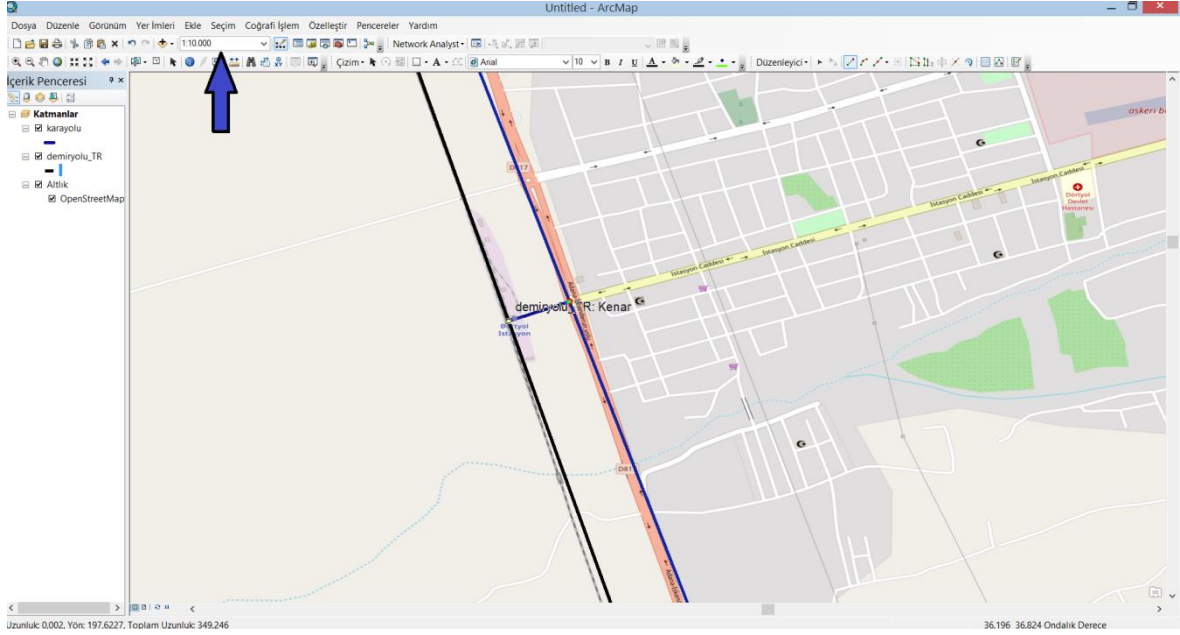 Untitled - ArcMap
Dosya Düzenle Görünüm Yer İmleri Ekle Seçim Coğrafi İşlem Özelleştir Pencereler Yardım
1:10.000
Network Analyst
Çizim
A
Arial
10
B I U A
Düzenleyici
İçerik Penceresi
Katmanlar
karayolu
demiryolu_TR
Altlık
OpenStreetMap
askeri b
İstasyon Caddesi
İstasyon Caddesi
Dörtyol
Devlet
Hastanesi
İstasyon Caddesi
İstasyon Caddesi
demiryolu_TR: Kenar
Dörtyol
İstasyon
Uzunluk: 0,002, Yön: 197,6227, Toplam Uzunluk: 349,246
36,196 36,824 Ondalık Derece